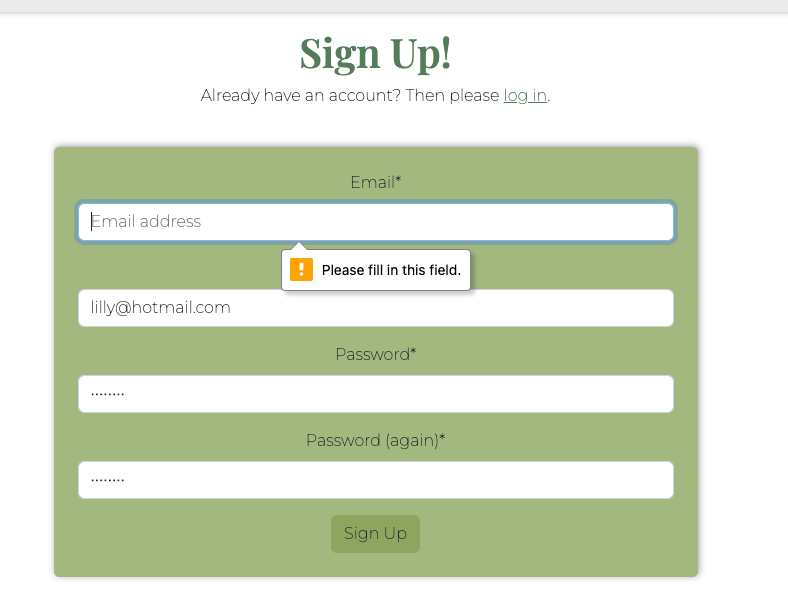 Sign Up!
Already have an account? Then please log in.
Email*
Email address
! Please fill in this field.
lilly@hotmail.com
Password*
........
Password (again)*
........
Sign Up